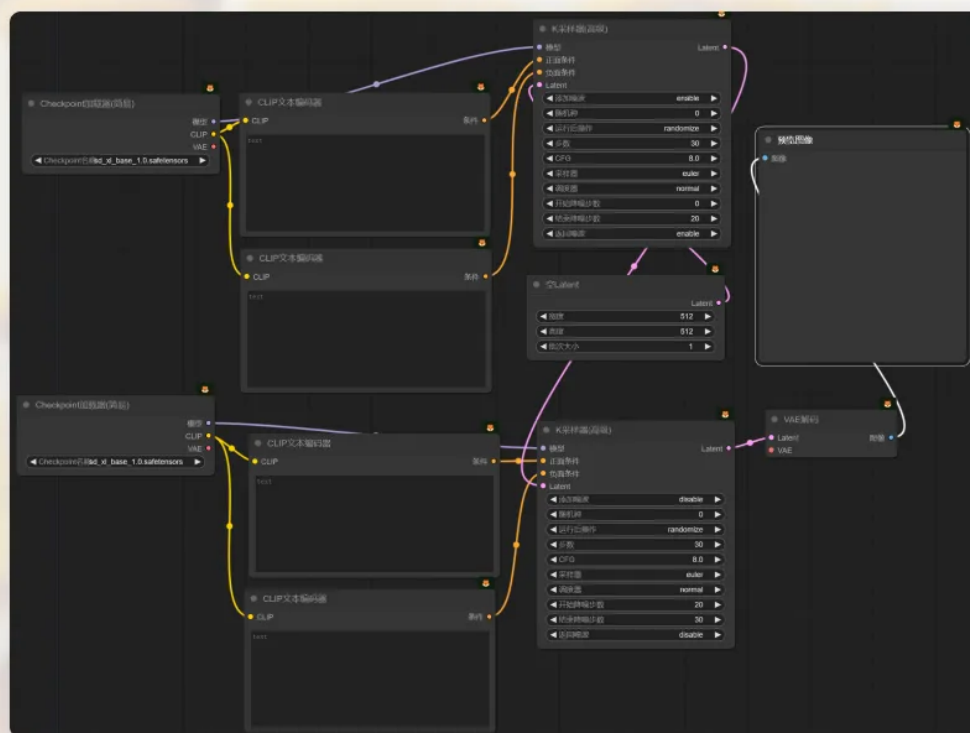 K采样器(高级)
模型
Latent
正面条件
负面条件
Latent
添加噪波 enable
随机种 0
运行后操作 randomize
步数 30
CFG 8.0
采样器 euler
调度器 normal
开始降噪步数 0
结束降噪步数 20
返回噪波 enable
Checkpoint加载器(简易)
模型
CLIP
VAE
Checkpoint名称 sd_xl_base_1.0.safetensors
CLIP文本编码器
CLIP
条件
text
CLIP文本编码器
CLIP
条件
text
空Latent
Latent
宽度 512
高度 512
批次大小 1
预览图像
图像
Checkpoint加载器(简易)
模型
CLIP
VAE
Checkpoint名称 sd_xl_base_1.0.safetensors
CLIP文本编码器
CLIP
条件
text
CLIP文本编码器
CLIP
条件
text
K采样器(高级)
模型
Latent
正面条件
负面条件
Latent
添加噪波 disable
随机种 0
运行后操作 randomize
步数 30
CFG 8.0
采样器 euler
调度器 normal
开始降噪步数 20
结束降噪步数 30
返回噪波 disable
VAE解码
Latent
图像
VAE